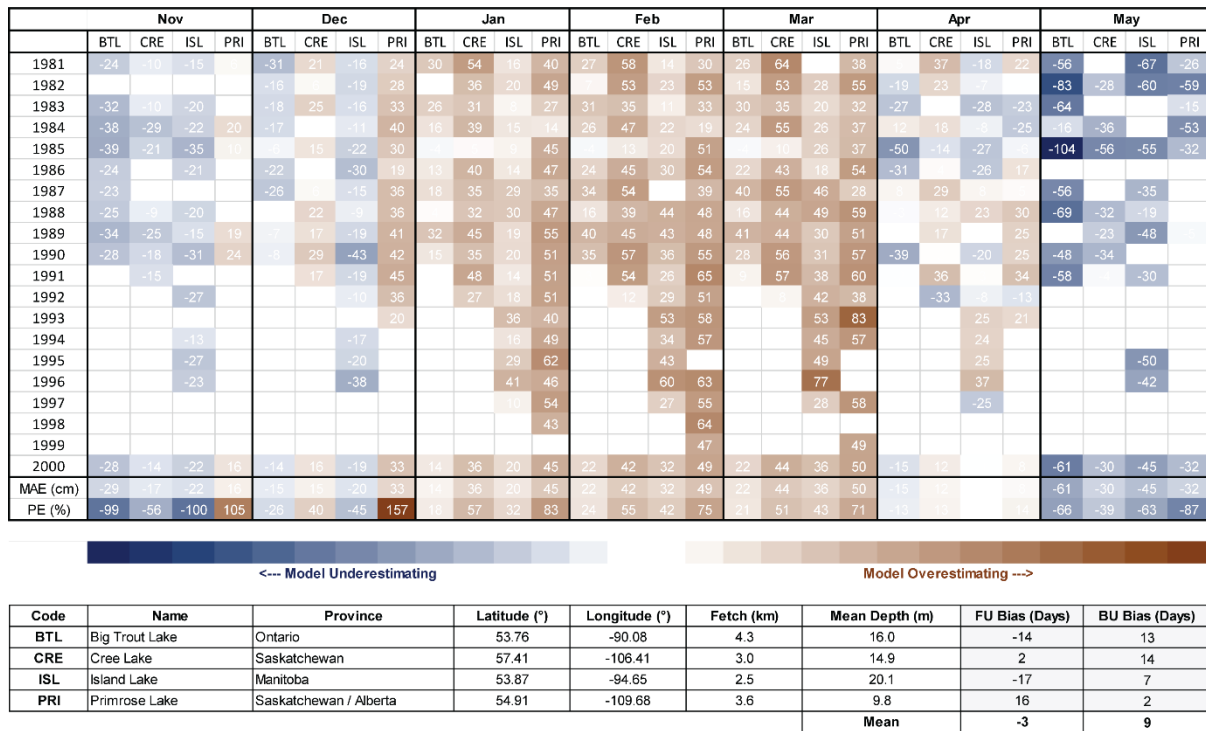 Nov Dec Jan Feb Mar Apr May
BTL CRE ISL PRI BTL CRE ISL PRI BTL CRE ISL PRI BTL CRE ISL PRI BTL CRE ISL PRI BTL CRE ISL PRI BTL CRE ISL PRI
1981 -24 -10 -15 -31 21 -16 24 30 54 16 40 27 58 14 30 26 64 38 37 -18 22 -56 -67 -26
1982 -16 -19 28 36 20 49 53 23 53 15 53 28 55 -19 23 -7 -83 -28 -60 -59
1983 -32 -10 -20 -18 25 -16 33 26 31 27 31 35 11 33 30 35 20 32 -27 -28 -23 -64 -15
1984 -38 -29 -22 20 -17 -11 40 16 39 15 14 26 47 22 19 24 55 26 37 12 18 -25 -16 -36 -53
1985 -39 -21 -35 10 15 -22 30 9 45 13 20 51 10 26 37 -50 -14 -27 -104 -56 -55 -32
1986 -24 -21 -22 -30 19 13 40 14 47 24 45 30 54 22 43 18 54 -31 -26 17
1987 -23 -26 -15 36 18 35 29 35 34 54 39 40 55 46 28 29 -56 -35
1988 -25 -9 -20 22 -9 36 32 30 47 16 39 44 48 16 44 49 59 12 23 30 -69 -32 -19
1989 -34 -25 -15 19 -7 17 -19 41 32 45 19 55 40 45 43 48 41 44 30 51 17 25 -23 -48
1990 -28 -18 -31 24 -8 29 -43 42 15 35 20 51 35 57 36 55 28 56 31 57 -39 -20 25 -48 -34
1991 -15 17 -19 45 48 14 51 54 26 65 9 57 38 60 36 34 -58 -30
1992 -27 -10 36 27 18 51 12 29 51 42 38 -33 -8 -13
1993 20 36 40 53 58 53 83 25 21
1994 -13 -17 16 49 34 57 45 57 24
1995 -27 -20 29 62 43 49 25 -50
1996 -23 -38 41 46 60 63 77 37 -42
1997 10 54 27 55 28 58 -25
1998 43 64
1999 47 49
2000 -28 -14 -22 16 -14 16 -19 33 14 36 20 45 22 42 32 49 22 44 36 50 -15 12 -61 -30 -45 -32
MAE (cm) -29 -17 -22 16 -15 15 -20 33 14 36 20 45 22 42 32 49 22 44 36 50 -15 12 -61 -30 -45 -32
PE (%) -99 -56 -100 105 -26 40 -45 157 18 57 32 83 24 55 42 75 21 51 43 71 -13 13 14 -66 -39 -63 -87
<--- Model Underestimating
Model Overestimating --->
Code Name Province Latitude (°) Longitude (°) Fetch (km) Mean Depth (m) FU Bias (Days) BU Bias (Days)
BTL Big Trout Lake Ontario 53.76 -90.08 4.3 16.0 -14 13
CRE Cree Lake Saskatchewan 57.41 -106.41 3.0 14.9 2 14
ISL Island Lake Manitoba 53.87 -94.65 2.5 20.1 -17 7
PRI Primrose Lake Saskatchewan / Alberta 54.91 -109.68 3.6 9.8 16 2
Mean -3 9